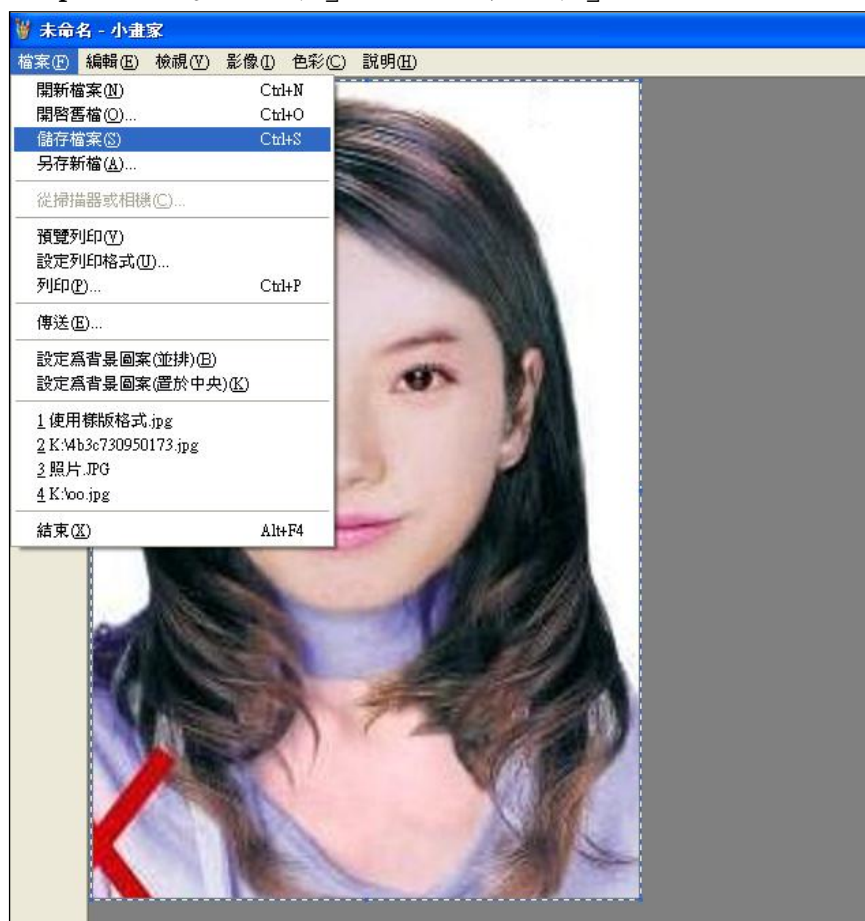 未命名 - 小畫家
檔案(F) 編輯(E) 檢視(V) 影像(I) 色彩(C) 說明(H)
開新檔案(N) Ctrl+N
開啓舊檔(O)...
儲存檔案(S) Ctrl+S
另存新檔(A)...
從掃描器或相機(C)...
預覽列印(V)
設定列印格式(U)...
列印(P)... Ctrl+P
傳送(E)...
設定爲背景圖案(並排)(B)
設定爲背景圖案(置於中央)(K)
1 使用樣版格式.jpg
2 K:\4b3c730950173.jpg
3 照片.JPG
4 K:\oo.jpg
結束(X) Alt+F4